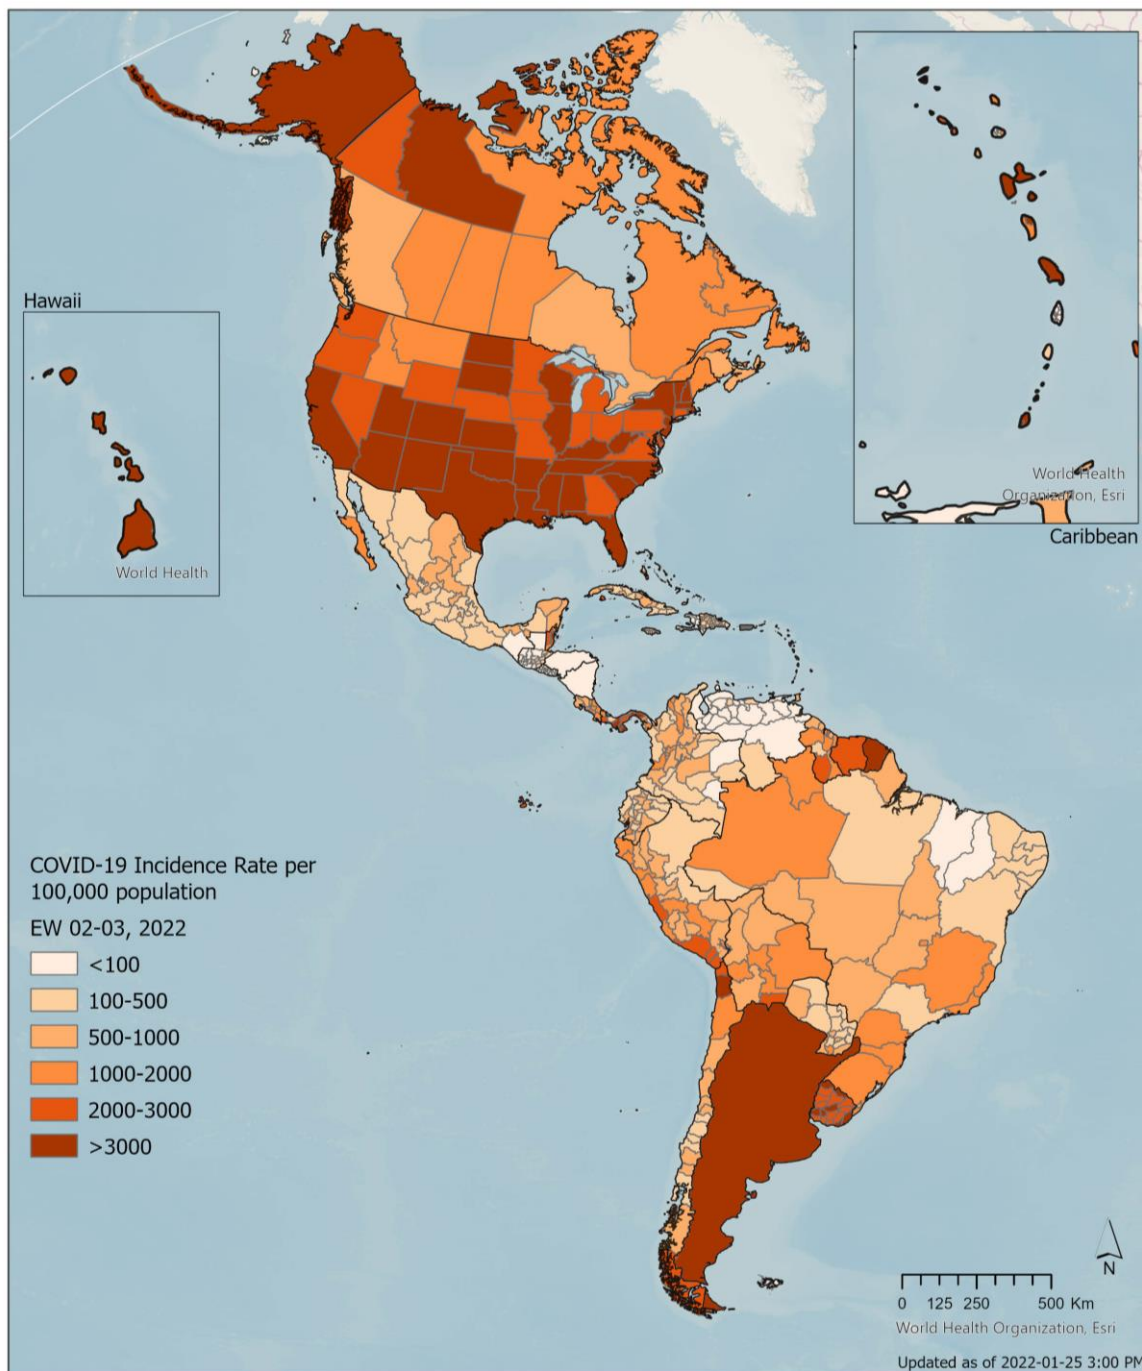 Hawaii
World Health
World Health
Organization, Esri
Caribbean
COVID-19 Incidence Rate per
100,000 population
EW 02-03, 2022
<100
100-500
500-1000
1000-2000
2000-3000
>3000
N
0 125 250 500 Km
World Health Organization, Esri
Updated as of 2022-01-25 3:00 PM